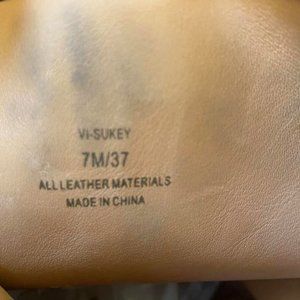 VI-SUKEY
7M/37
ALL LEATHER MATERIALS
MADE IN CHINA